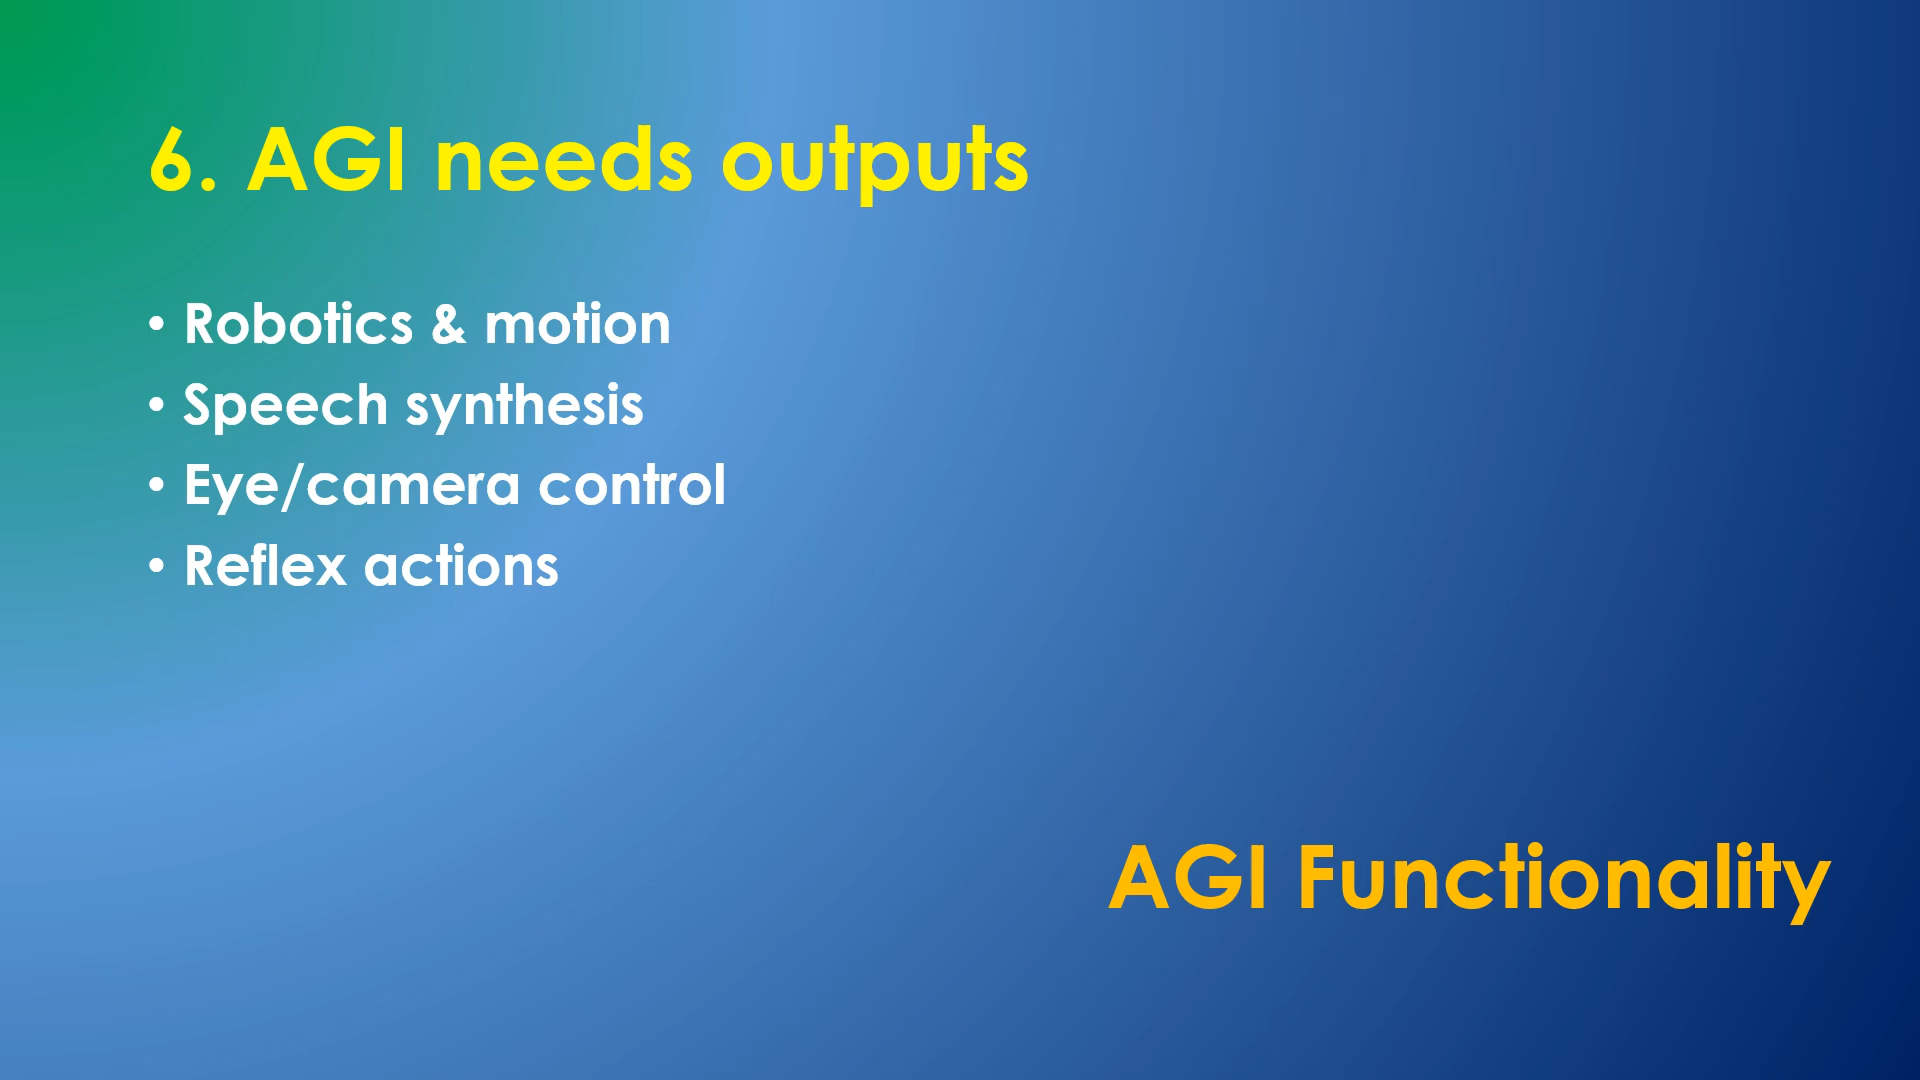 6. AGI needs outputs
• Robotics & motion
• Speech synthesis
• Eye/camera control
• Reflex actions
AGI Functionality